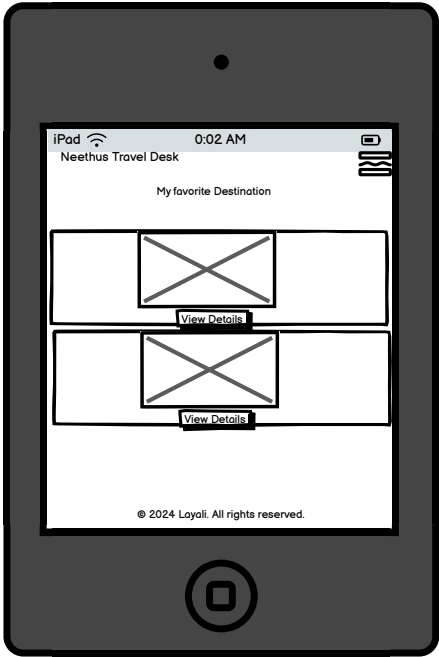 iPad 0:02 AM
Neethus Travel Desk
My favorite Destination
View Details
View Details
© 2024 Layali. All rights reserved.